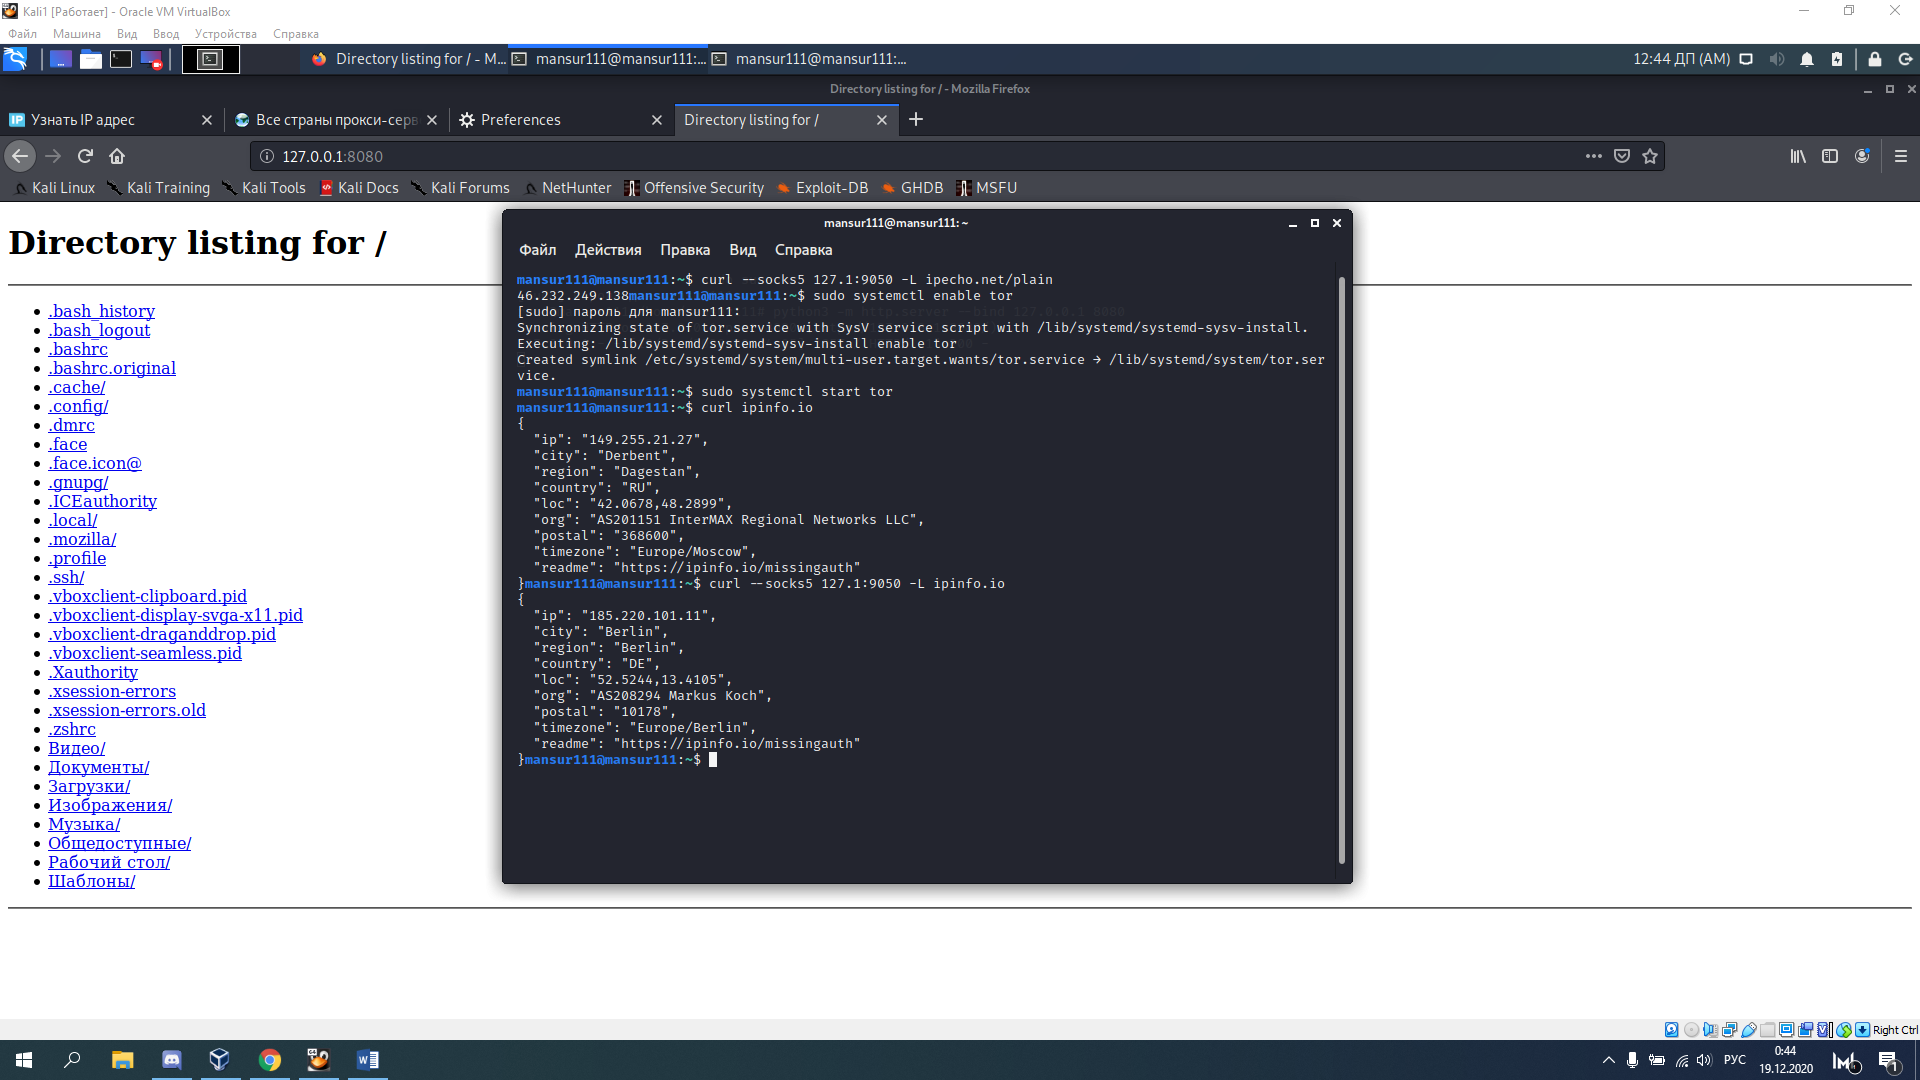 Kali1 [Работает] - Oracle VM VirtualBox
Файл Машина Вид Ввод Устройства Справка
Directory listing for / - M... mansur111@mansur111:... mansur111@mansur111:... 12:44 ДП (AM)
Directory listing for / - Mozilla Firefox
Узнать IP адрес Все страны прокси-серв Preferences Directory listing for /
127.0.0.1:8080
Kali Linux Kali Training Kali Tools Kali Docs Kali Forums NetHunter Offensive Security Exploit-DB GHDB MSFU
Directory listing for /
.bash_history
.bash_logout
.bashrc
.bashrc.original
.cache/
.config/
.dmrc
.face
.face.icon@
.gnupg/
.ICEauthority
.local/
.mozilla/
.profile
.ssh/
.vboxclient-clipboard.pid
.vboxclient-display-svga-x11.pid
.vboxclient-draganddrop.pid
.vboxclient-seamless.pid
.Xauthority
.xsession-errors
.xsession-errors.old
.zshrc
Видео/
Документы/
Загрузки/
Изображения/
Музыка/
Общедоступные/
Рабочий стол/
Шаблоны/
mansur111@mansur111:~
Файл Действия Правка Вид Справка
mansur111@mansur111:~$ curl --socks5 127.1:9050 -L ipecho.net/plain
46.232.249.138mansur111@mansur111:~$ sudo systemctl enable tor
[sudo] пароль для mansur111:
Synchronizing state of tor.service with SysV service script with /lib/systemd/systemd-sysv-install.
Executing: /lib/systemd/systemd-sysv-install enable tor
Created symlink /etc/systemd/system/multi-user.target.wants/tor.service → /lib/systemd/system/tor.ser
vice.
mansur111@mansur111:~$ sudo systemctl start tor
mansur111@mansur111:~$ curl ipinfo.io
{
"ip": "149.255.21.27",
"city": "Derbent",
"region": "Dagestan",
"country": "RU",
"loc": "42.0678,48.2899",
"org": "AS201151 InterMAX Regional Networks LLC",
"postal": "368600",
"timezone": "Europe/Moscow",
"readme": "https://ipinfo.io/missingauth"
}mansur111@mansur111:~$ curl --socks5 127.1:9050 -L ipinfo.io
{
"ip": "185.220.101.11",
"city": "Berlin",
"region": "Berlin",
"country": "DE",
"loc": "52.5244,13.4105",
"org": "AS208294 Markus Koch",
"postal": "10178",
"timezone": "Europe/Berlin",
"readme": "https://ipinfo.io/missingauth"
}mansur111@mansur111:~$
Right Ctrl
РУС
0:44
19.12.2020
1